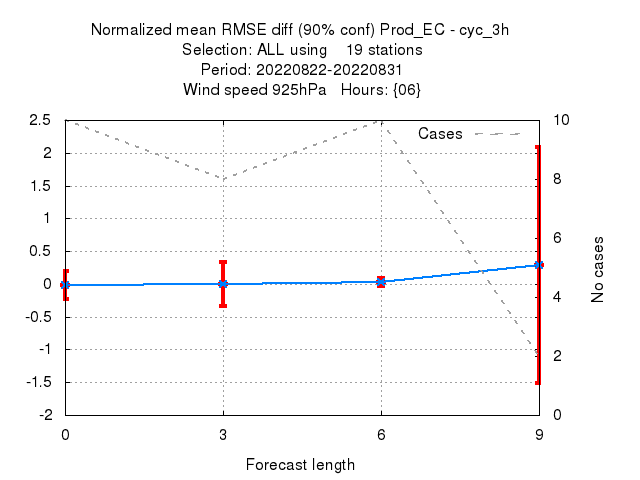 Normalized mean RMSE diff (90% conf) Prod_EC - cyc_3h
Selection: ALL using    19 stations
Period: 20220822-20220831
Wind speed 925hPa   Hours: {06}
2.5
2
1.5
1
0.5
0
-0.5
-1
-1.5
-2
Cases
10
8
6
4
2
0
No cases
0 3 6 9
Forecast length